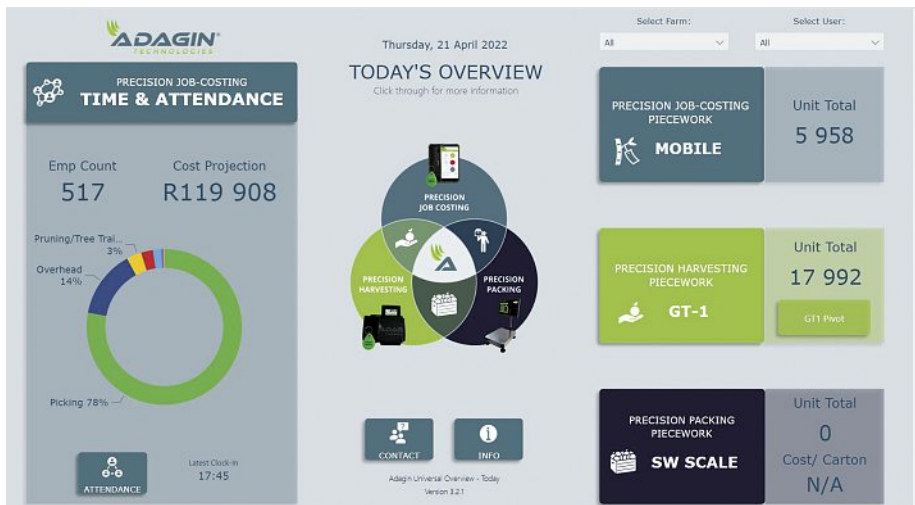 ADAGIN
TECHNOLOGIES
PRECISION JOB-COSTING
TIME & ATTENDANCE
Emp Count
517
Cost Projection
R119 908
Pruning/Tree Trai...
3%
Overhead
14%
Picking 78%
ATTENDANCE
Latest Clock-In
17:45
Thursday, 21 April 2022
TODAY'S OVERVIEW
Click through for more information
PRECISION
JOB COSTING
PRECISION
HARVESTING
PRECISION
PACKING
ADAGIN
CONTACT
INFO
Adagin Universal Overview - Today
Version 3.2.1
Select Farm:
All
Select User:
All
PRECISION JOB-COSTING
PIECEWORK
MOBILE
Unit Total
5 958
PRECISION HARVESTING
PIECEWORK
GT-1
Unit Total
17 992
GT1 Pivot
PRECISION PACKING
PIECEWORK
SW SCALE
Unit Total
0
Cost/ Carton
N/A